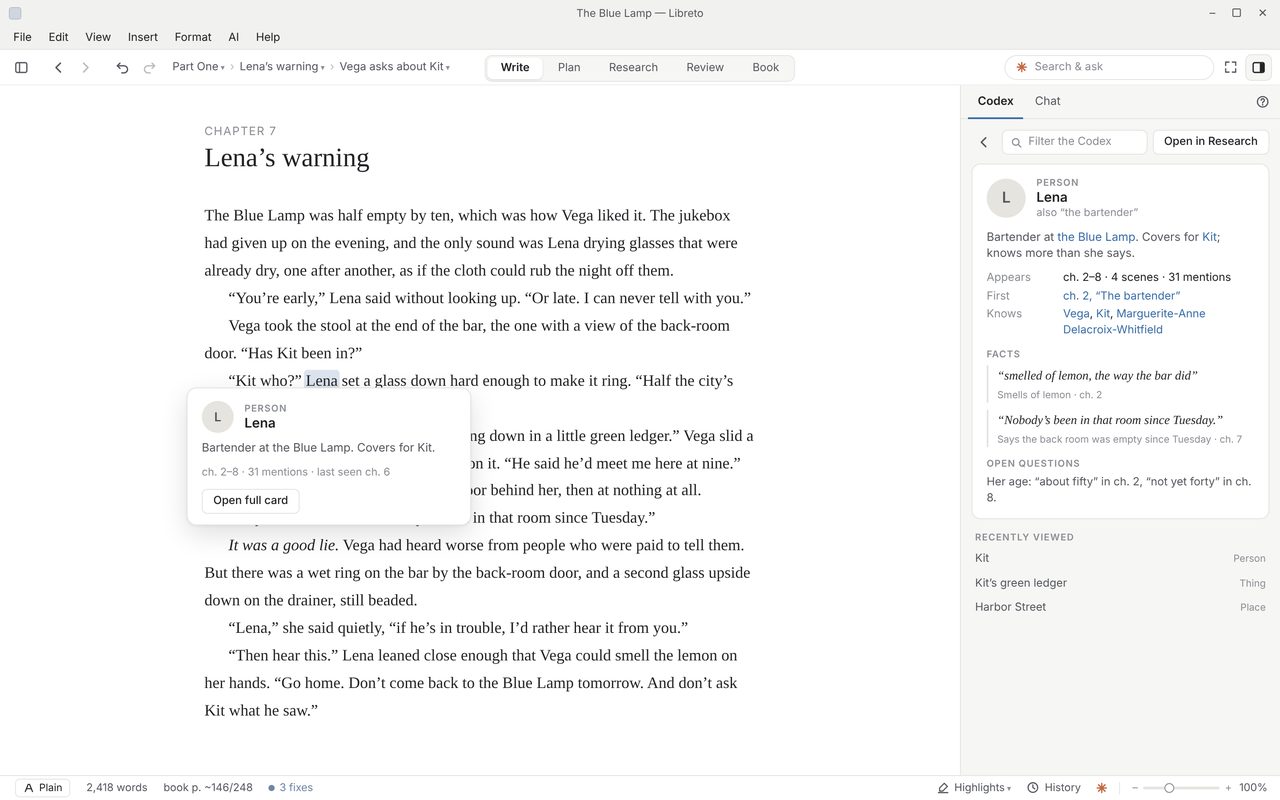 The Blue Lamp — Libreto
File Edit View Insert Format AI Help
Part One › Lena’s warning › Vega asks about Kit
Write Plan Research Review Book
Search & ask
CHAPTER 7
Lena’s warning
The Blue Lamp was half empty by ten, which was how Vega liked it. The jukebox
had given up on the evening, and the only sound was Lena drying glasses that were
already dry, one after another, as if the cloth could rub the night off them.
“You’re early,” Lena said without looking up. “Or late. I can never tell with you.”
Vega took the stool at the end of the bar, the one with a view of the back-room
door. “Has Kit been in?”
“Kit who?” Lena set a glass down hard enough to make it ring. “Half the city’s
ng down in a little green ledger.” Vega slid a
on it. “He said he’d meet me here at nine.”
or behind her, then at nothing at all.
in that room since Tuesday.”
It was a good lie. Vega had heard worse from people who were paid to tell them.
But there was a wet ring on the bar by the back-room door, and a second glass upside
down on the drainer, still beaded.
“Lena,” she said quietly, “if he’s in trouble, I’d rather hear it from you.”
“Then hear this.” Lena leaned close enough that Vega could smell the lemon on
her hands. “Go home. Don’t come back to the Blue Lamp tomorrow. And don’t ask
Kit what he saw.”
L
PERSON
Lena
Bartender at the Blue Lamp. Covers for Kit.
ch. 2–8 · 31 mentions · last seen ch. 6
Open full card
Codex Chat
Filter the Codex
Open in Research
L
PERSON
Lena
also “the bartender”
Bartender at the Blue Lamp. Covers for Kit;
knows more than she says.
Appears ch. 2–8 · 4 scenes · 31 mentions
First ch. 2, “The bartender”
Knows Vega, Kit, Marguerite-Anne
Delacroix-Whitfield
FACTS
“smelled of lemon, the way the bar did”
Smells of lemon · ch. 2
“Nobody’s been in that room since Tuesday.”
Says the back room was empty since Tuesday · ch. 7
OPEN QUESTIONS
Her age: “about fifty” in ch. 2, “not yet forty” in ch.
8.
RECENTLY VIEWED
Kit Person
Kit’s green ledger Thing
Harbor Street Place
A Plain 2,418 words book p. ~146/248 3 fixes
Highlights History − + 100%